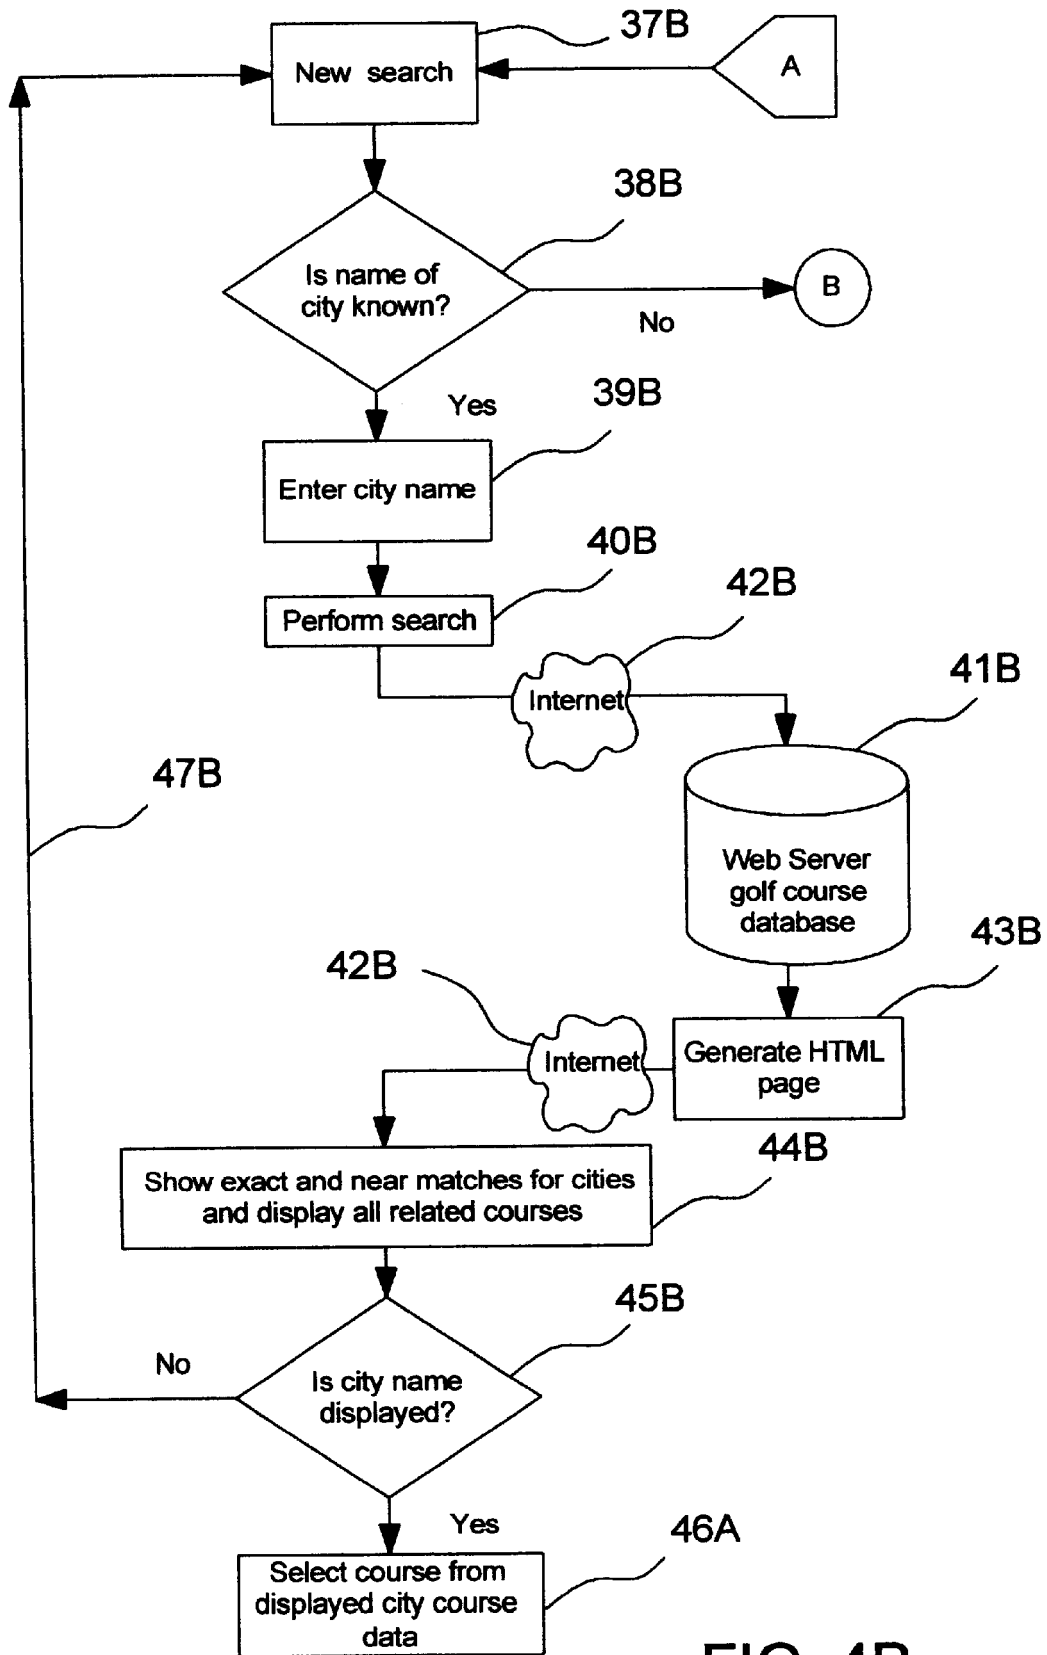 37B
New search
A
38B
Is name of
city known?
B
No
Yes
39B
Enter city name
40B
Perform search
42B
Internet
41B
47B
Web Server
golf course
database
43B
42B
Internet
Generate HTML
page
44B
Show exact and near matches for cities
and display all related courses
45B
No
Is city name
displayed?
Yes
46A
Select course from
displayed city course
data
FIG. 4B